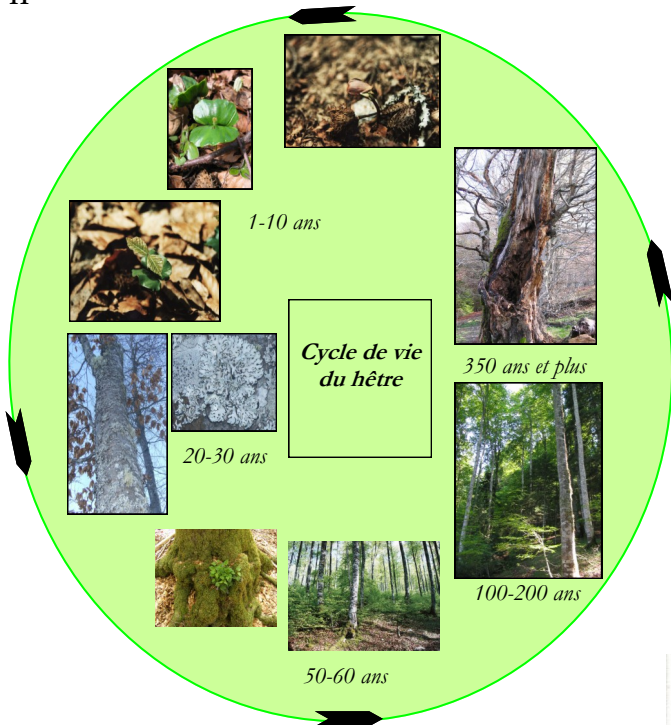 1-10 ans
Cycle de vie
du hêtre
350 ans et plus
20-30 ans
100-200 ans
50-60 ans